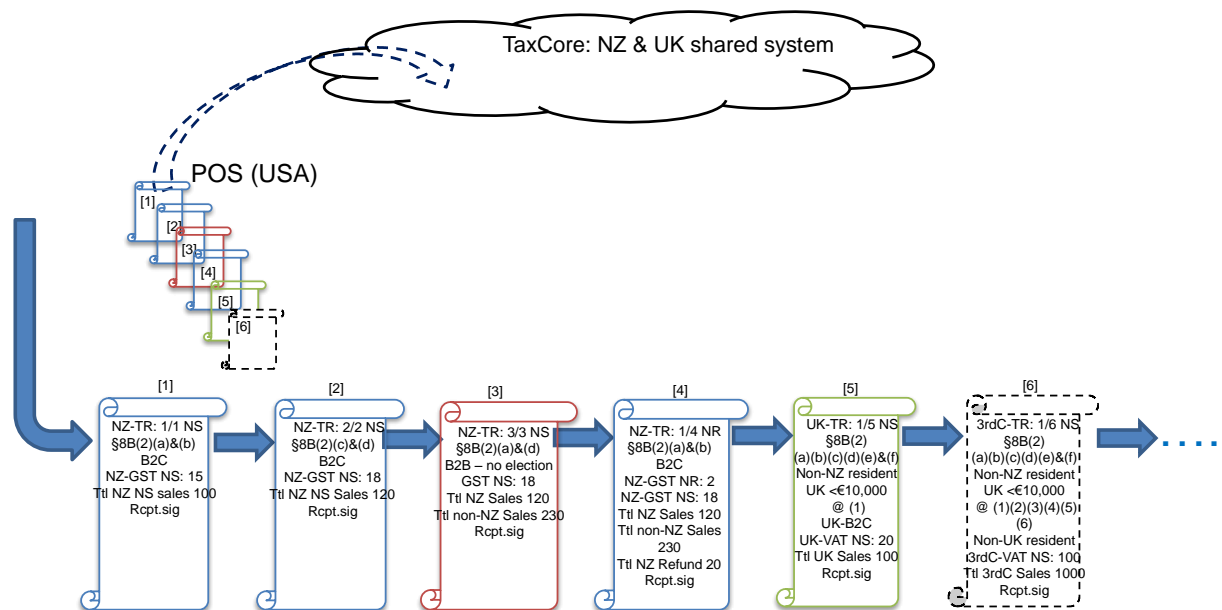 TaxCore: NZ & UK shared system
POS (USA)
[1]
[2]
[3]
[4]
[5]
[6]
[1]
NZ-TR: 1/1 NS
§8B(2)(a)&(b)
B2C
NZ-GST NS: 15
Ttl NZ NS sales 100
Rcpt.sig
[2]
NZ-TR: 2/2 NS
§8B(2)(c)&(d)
B2C
NZ-GST NS: 18
Ttl NZ NS Sales 120
Rcpt.sig
[3]
NZ-TR: 3/3 NS
§8B(2)(a)&(d)
B2B – no election
GST NS: 18
Ttl NZ Sales 120
Ttl non-NZ Sales 230
Rcpt.sig
[4]
NZ-TR: 1/4 NR
§8B(2)(a)&(b)
B2C
NZ-GST NR: 2
NZ-GST NS: 18
Ttl NZ Sales 120
Ttl non-NZ Sales
230
Ttl NZ Refund 20
Rcpt.sig
[5]
UK-TR: 1/5 NS
§8B(2)
(a)(b)(c)(d)(e)&(f)
Non-NZ resident
UK <€10,000
@ (1)
UK-B2C
UK-VAT NS: 20
Ttl UK Sales 100
Rcpt.sig
[6]
3rdC-TR: 1/6 NS
§8B(2)
(a)(b)(c)(d)(e)&(f)
Non-NZ resident
UK <€10,000
@ (1)(2)(3)(4)(5)
(6)
Non-UK resident
3rdC-VAT NS: 100
Ttl 3rdC Sales 1000
Rcpt.sig